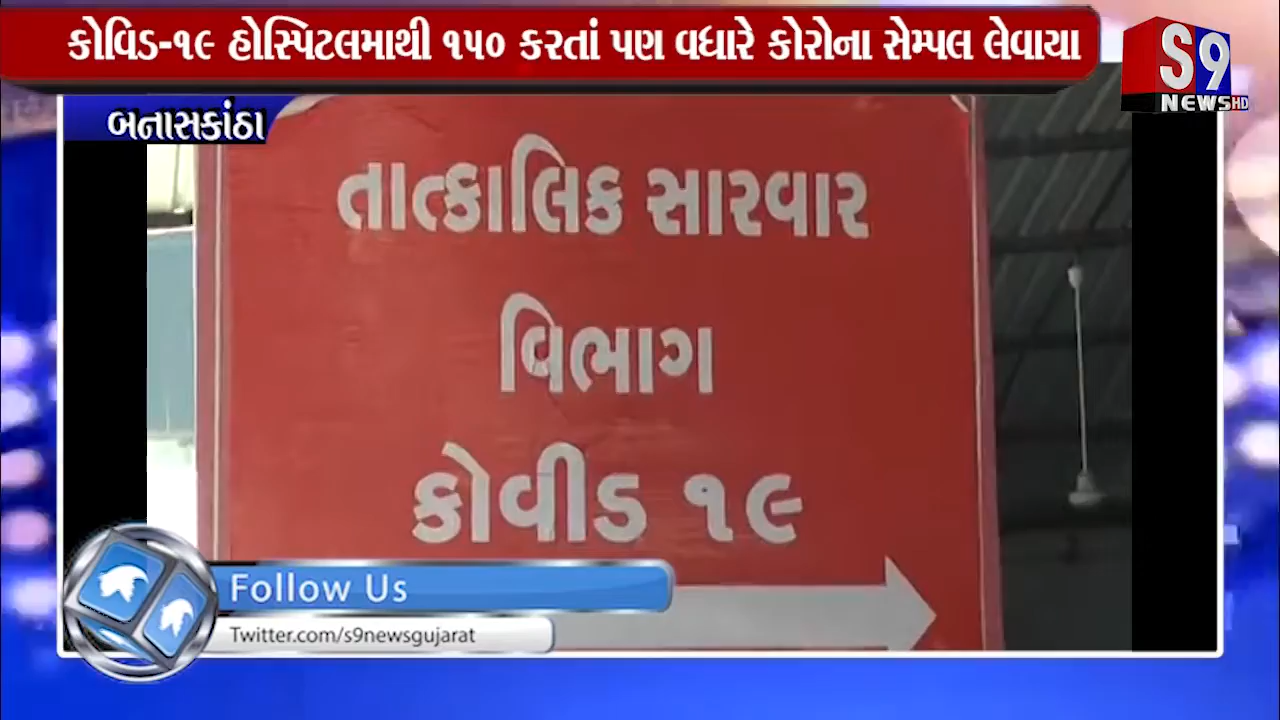 કોવિડ-૧૯ હોસ્પિટલમાથી ૧૫૦ કરતાં પણ વધારે કોરોના સેમ્પલ લેવાયા
S9
NEWS HD
બનાસકાંઠા
તાત્કાલિક સારવાર
વિભાગ
કોવીડ ૧૯
Follow Us
Twitter.com/s9newsgujarat